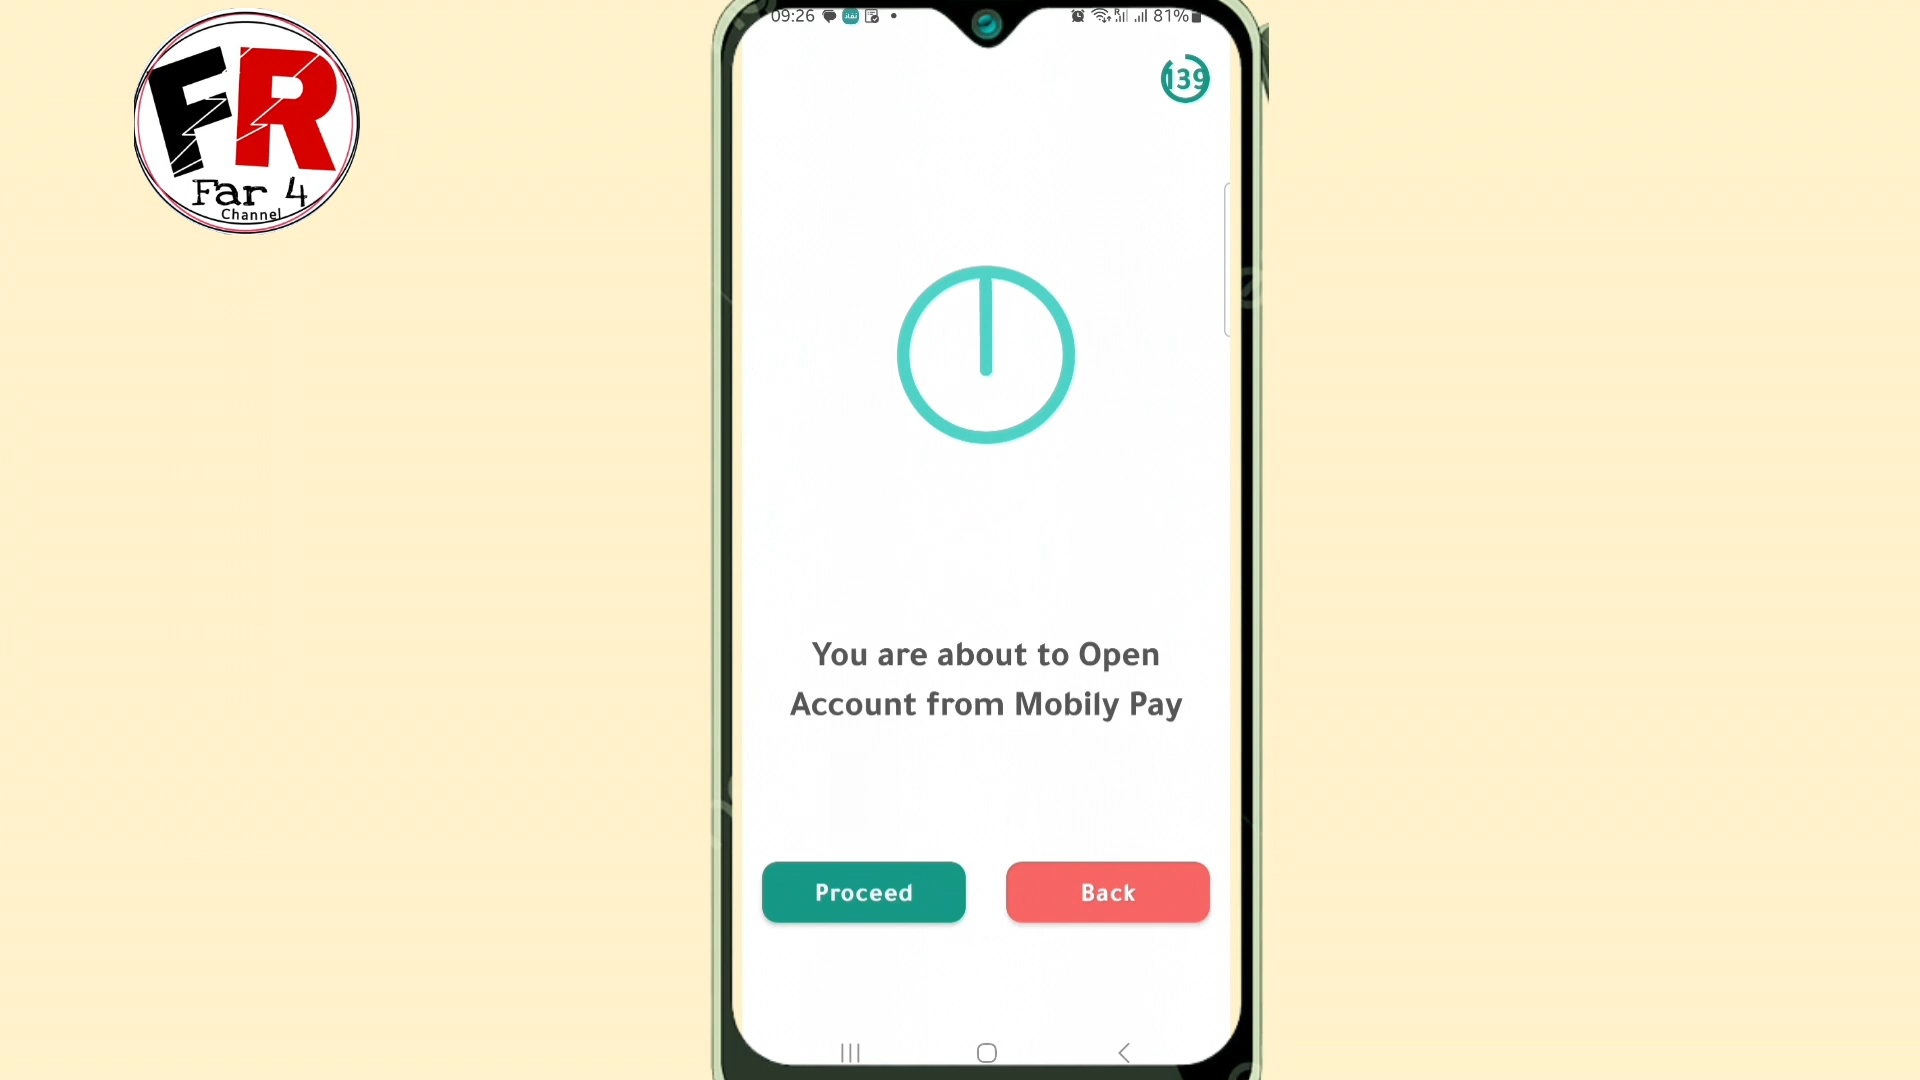 FR
Far 4
Channel
09:26
نفاذ
R
81%
139
You are about to Open
Account from Mobily Pay
Proceed
Back